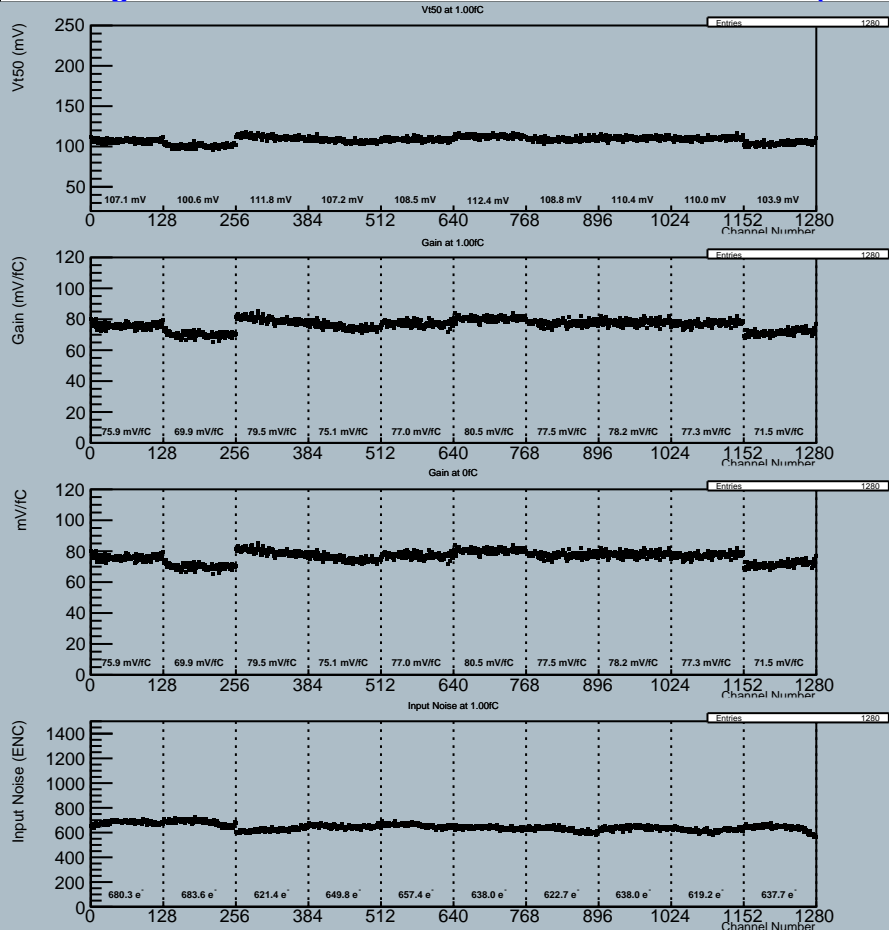 Vt50 at 1.00fC
Entries 1280
Vt50 (mV)
250
200
150
100
50
107.1 mV 100.6 mV 111.8 mV 107.2 mV 108.5 mV 112.4 mV 108.8 mV 110.4 mV 110.0 mV 103.9 mV
0 128 256 384 512 640 768 896 1024 1152 1280
Channel Number
Gain at 1.00fC
Entries 1280
Gain (mV/fC)
120
100
80
60
40
20
0
75.9 mV/fC 69.9 mV/fC 79.5 mV/fC 75.1 mV/fC 77.0 mV/fC 80.5 mV/fC 77.5 mV/fC 78.2 mV/fC 77.3 mV/fC 71.5 mV/fC
0 128 256 384 512 640 768 896 1024 1152 1280
Channel Number
Gain at 0fC
Entries 1280
mV/fC
120
100
80
60
40
20
0
75.9 mV/fC 69.9 mV/fC 79.5 mV/fC 75.1 mV/fC 77.0 mV/fC 80.5 mV/fC 77.5 mV/fC 78.2 mV/fC 77.3 mV/fC 71.5 mV/fC
0 128 256 384 512 640 768 896 1024 1152 1280
Channel Number
Input Noise at 1.00fC
Entries 1280
Input Noise (ENC)
1400
1200
1000
800
600
400
200
0
680.3 e⁻ 683.6 e⁻ 621.4 e⁻ 649.8 e⁻ 657.4 e⁻ 638.0 e⁻ 622.7 e⁻ 638.0 e⁻ 619.2 e⁻ 637.7 e⁻
0 128 256 384 512 640 768 896 1024 1152 1280
Channel Number